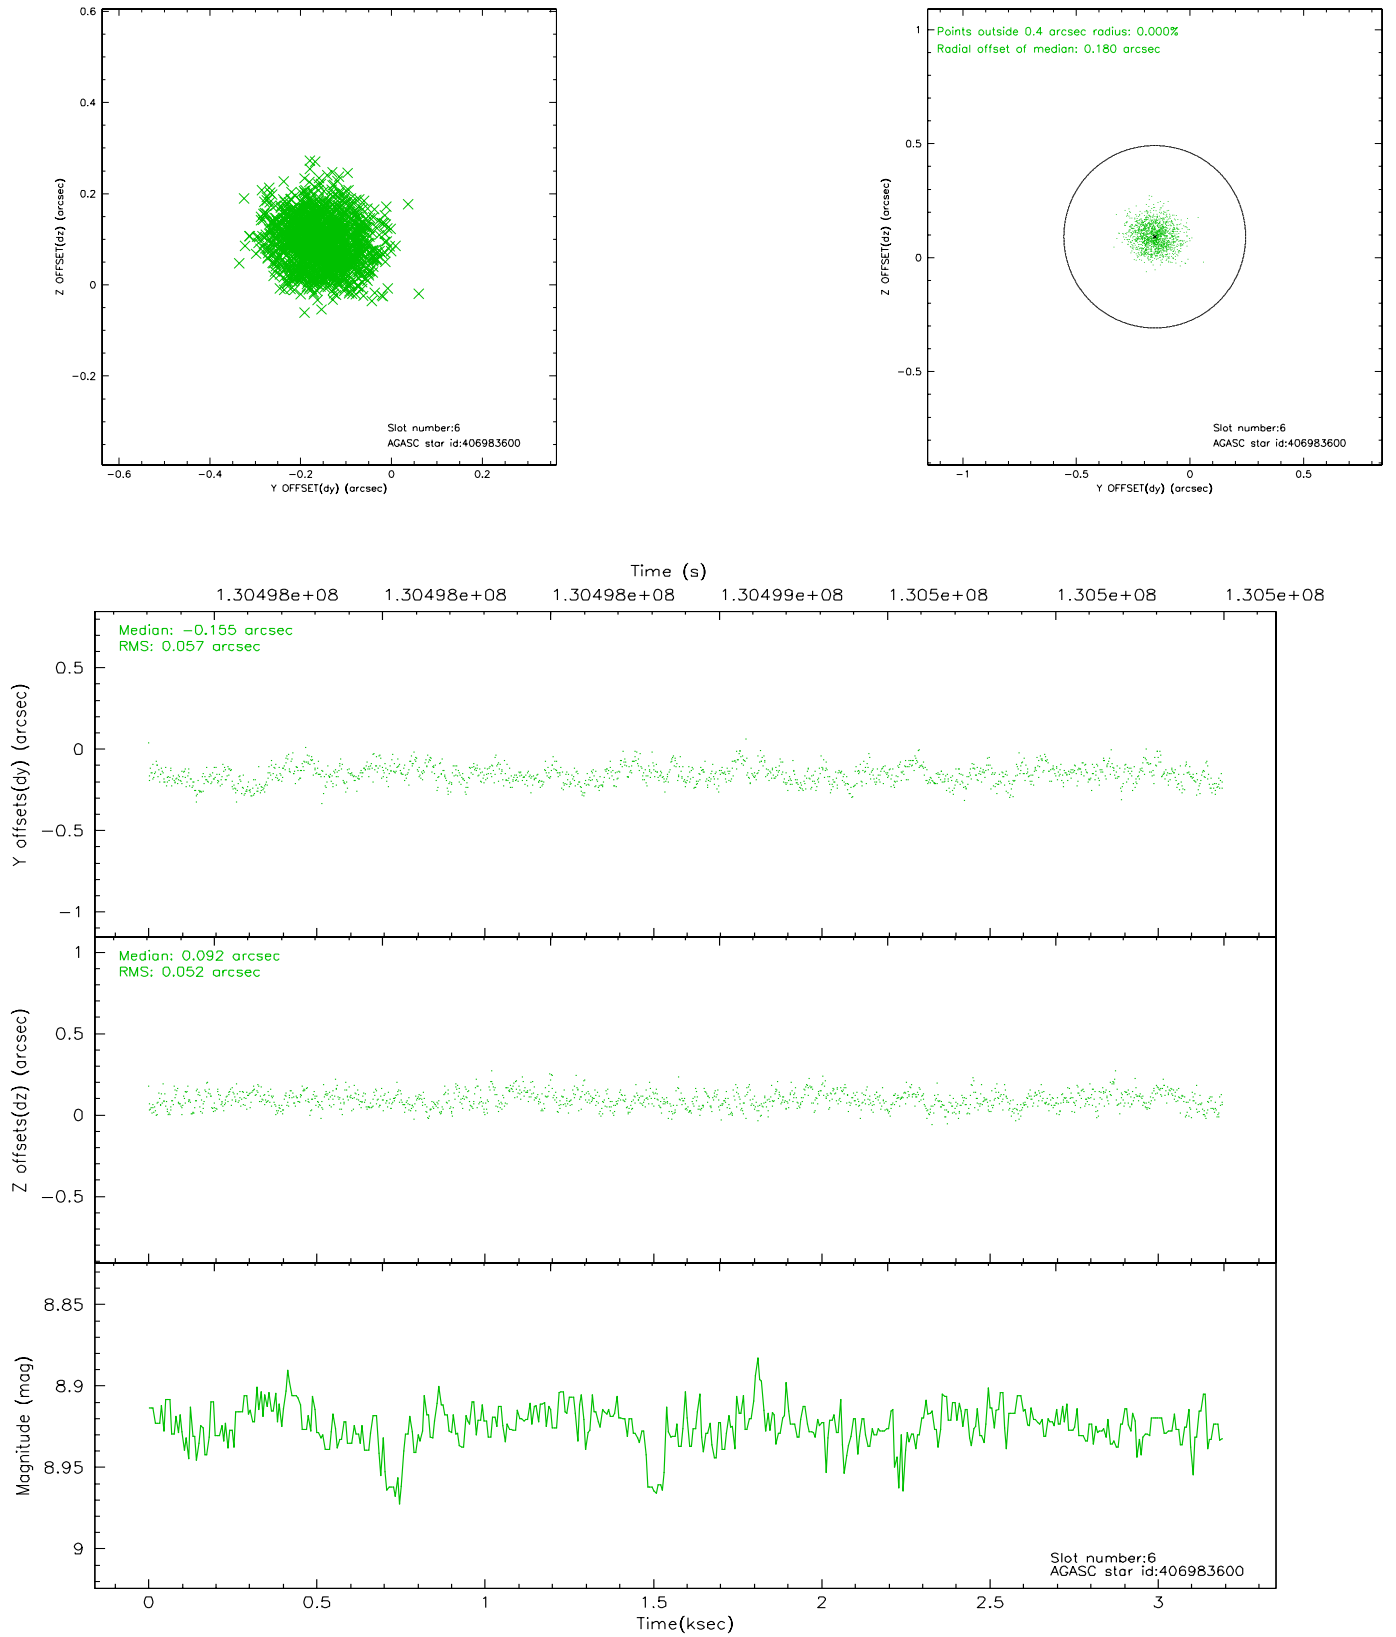 0.6
0.4
0.2
0
−0.2
Z OFFSET(dz) (arcsec)
Slot number:6
AGASC star id:406983600
−0.6 −0.4 −0.2 0 0.2
Y OFFSET(dy) (arcsec)
Points outside 0.4 arcsec radius: 0.000%
Radial offset of median: 0.180 arcsec
1
0.5
0
−0.5
Z OFFSET(dz) (arcsec)
Slot number:6
AGASC star id:406983600
−1 −0.5 0 0.5
Y OFFSET(dy) (arcsec)
Time (s)
1.30498e+08 1.30498e+08 1.30498e+08 1.30499e+08 1.305e+08 1.305e+08 1.305e+08
Median: −0.155 arcsec
RMS: 0.057 arcsec
0.5
0
−0.5
−1
Y offsets(dy) (arcsec)
Median: 0.092 arcsec
RMS: 0.052 arcsec
1
0.5
0
−0.5
Z offsets(dz) (arcsec)
8.85
8.9
8.95
9
Magnitude (mag)
Slot number:6
AGASC star id:406983600
0 0.5 1 1.5 2 2.5 3
Time(ksec)